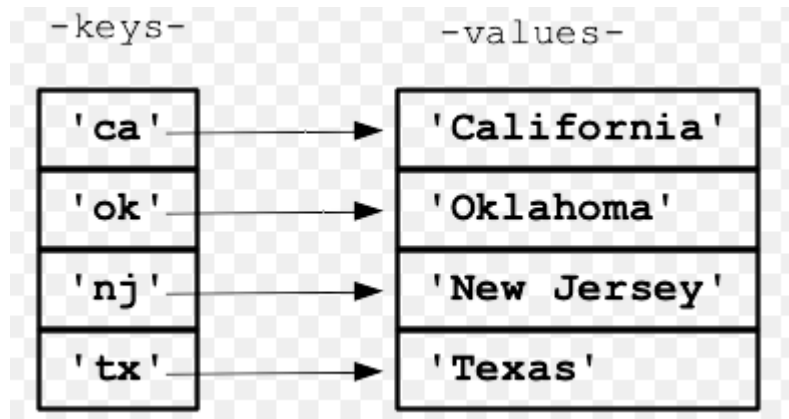 -keys- -values-
'ca' 'California'
'ok' 'Oklahoma'
'nj' 'New Jersey'
'tx' 'Texas'